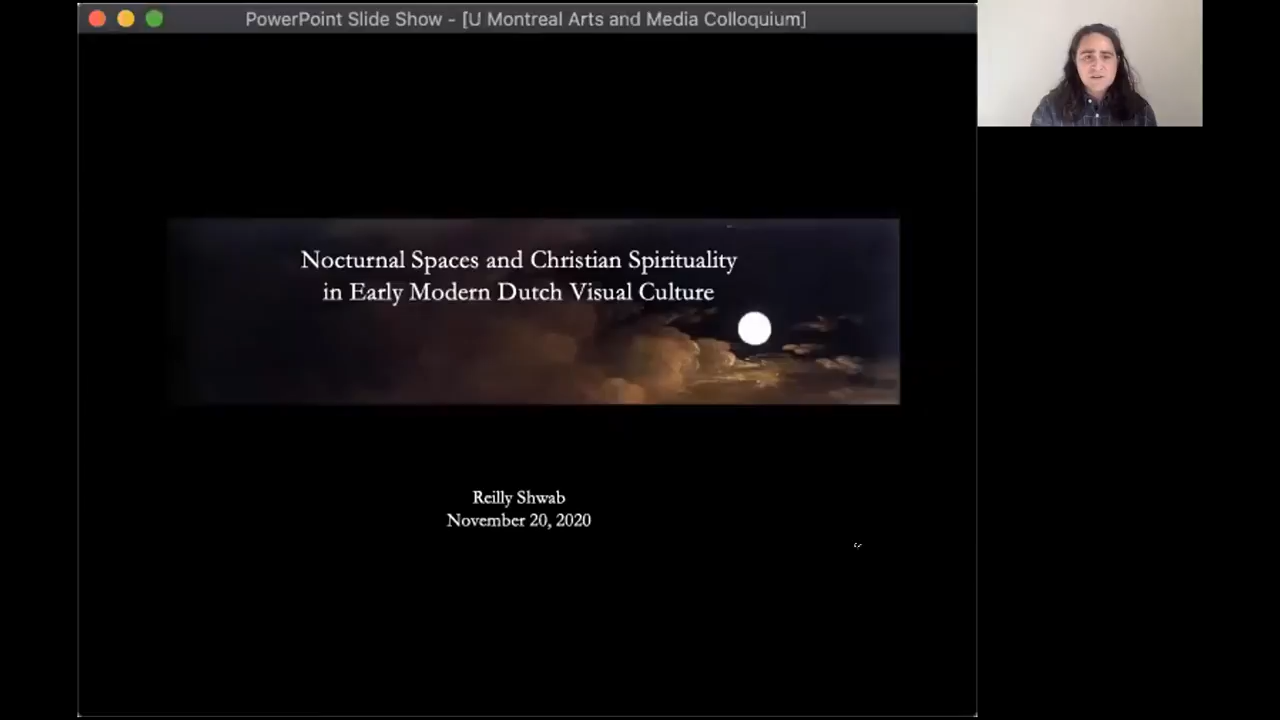 PowerPoint Slide Show - [U Montreal Arts and Media Colloquium]
Nocturnal Spaces and Christian Spirituality
in Early Modern Dutch Visual Culture
Reilly Shwab
November 20, 2020